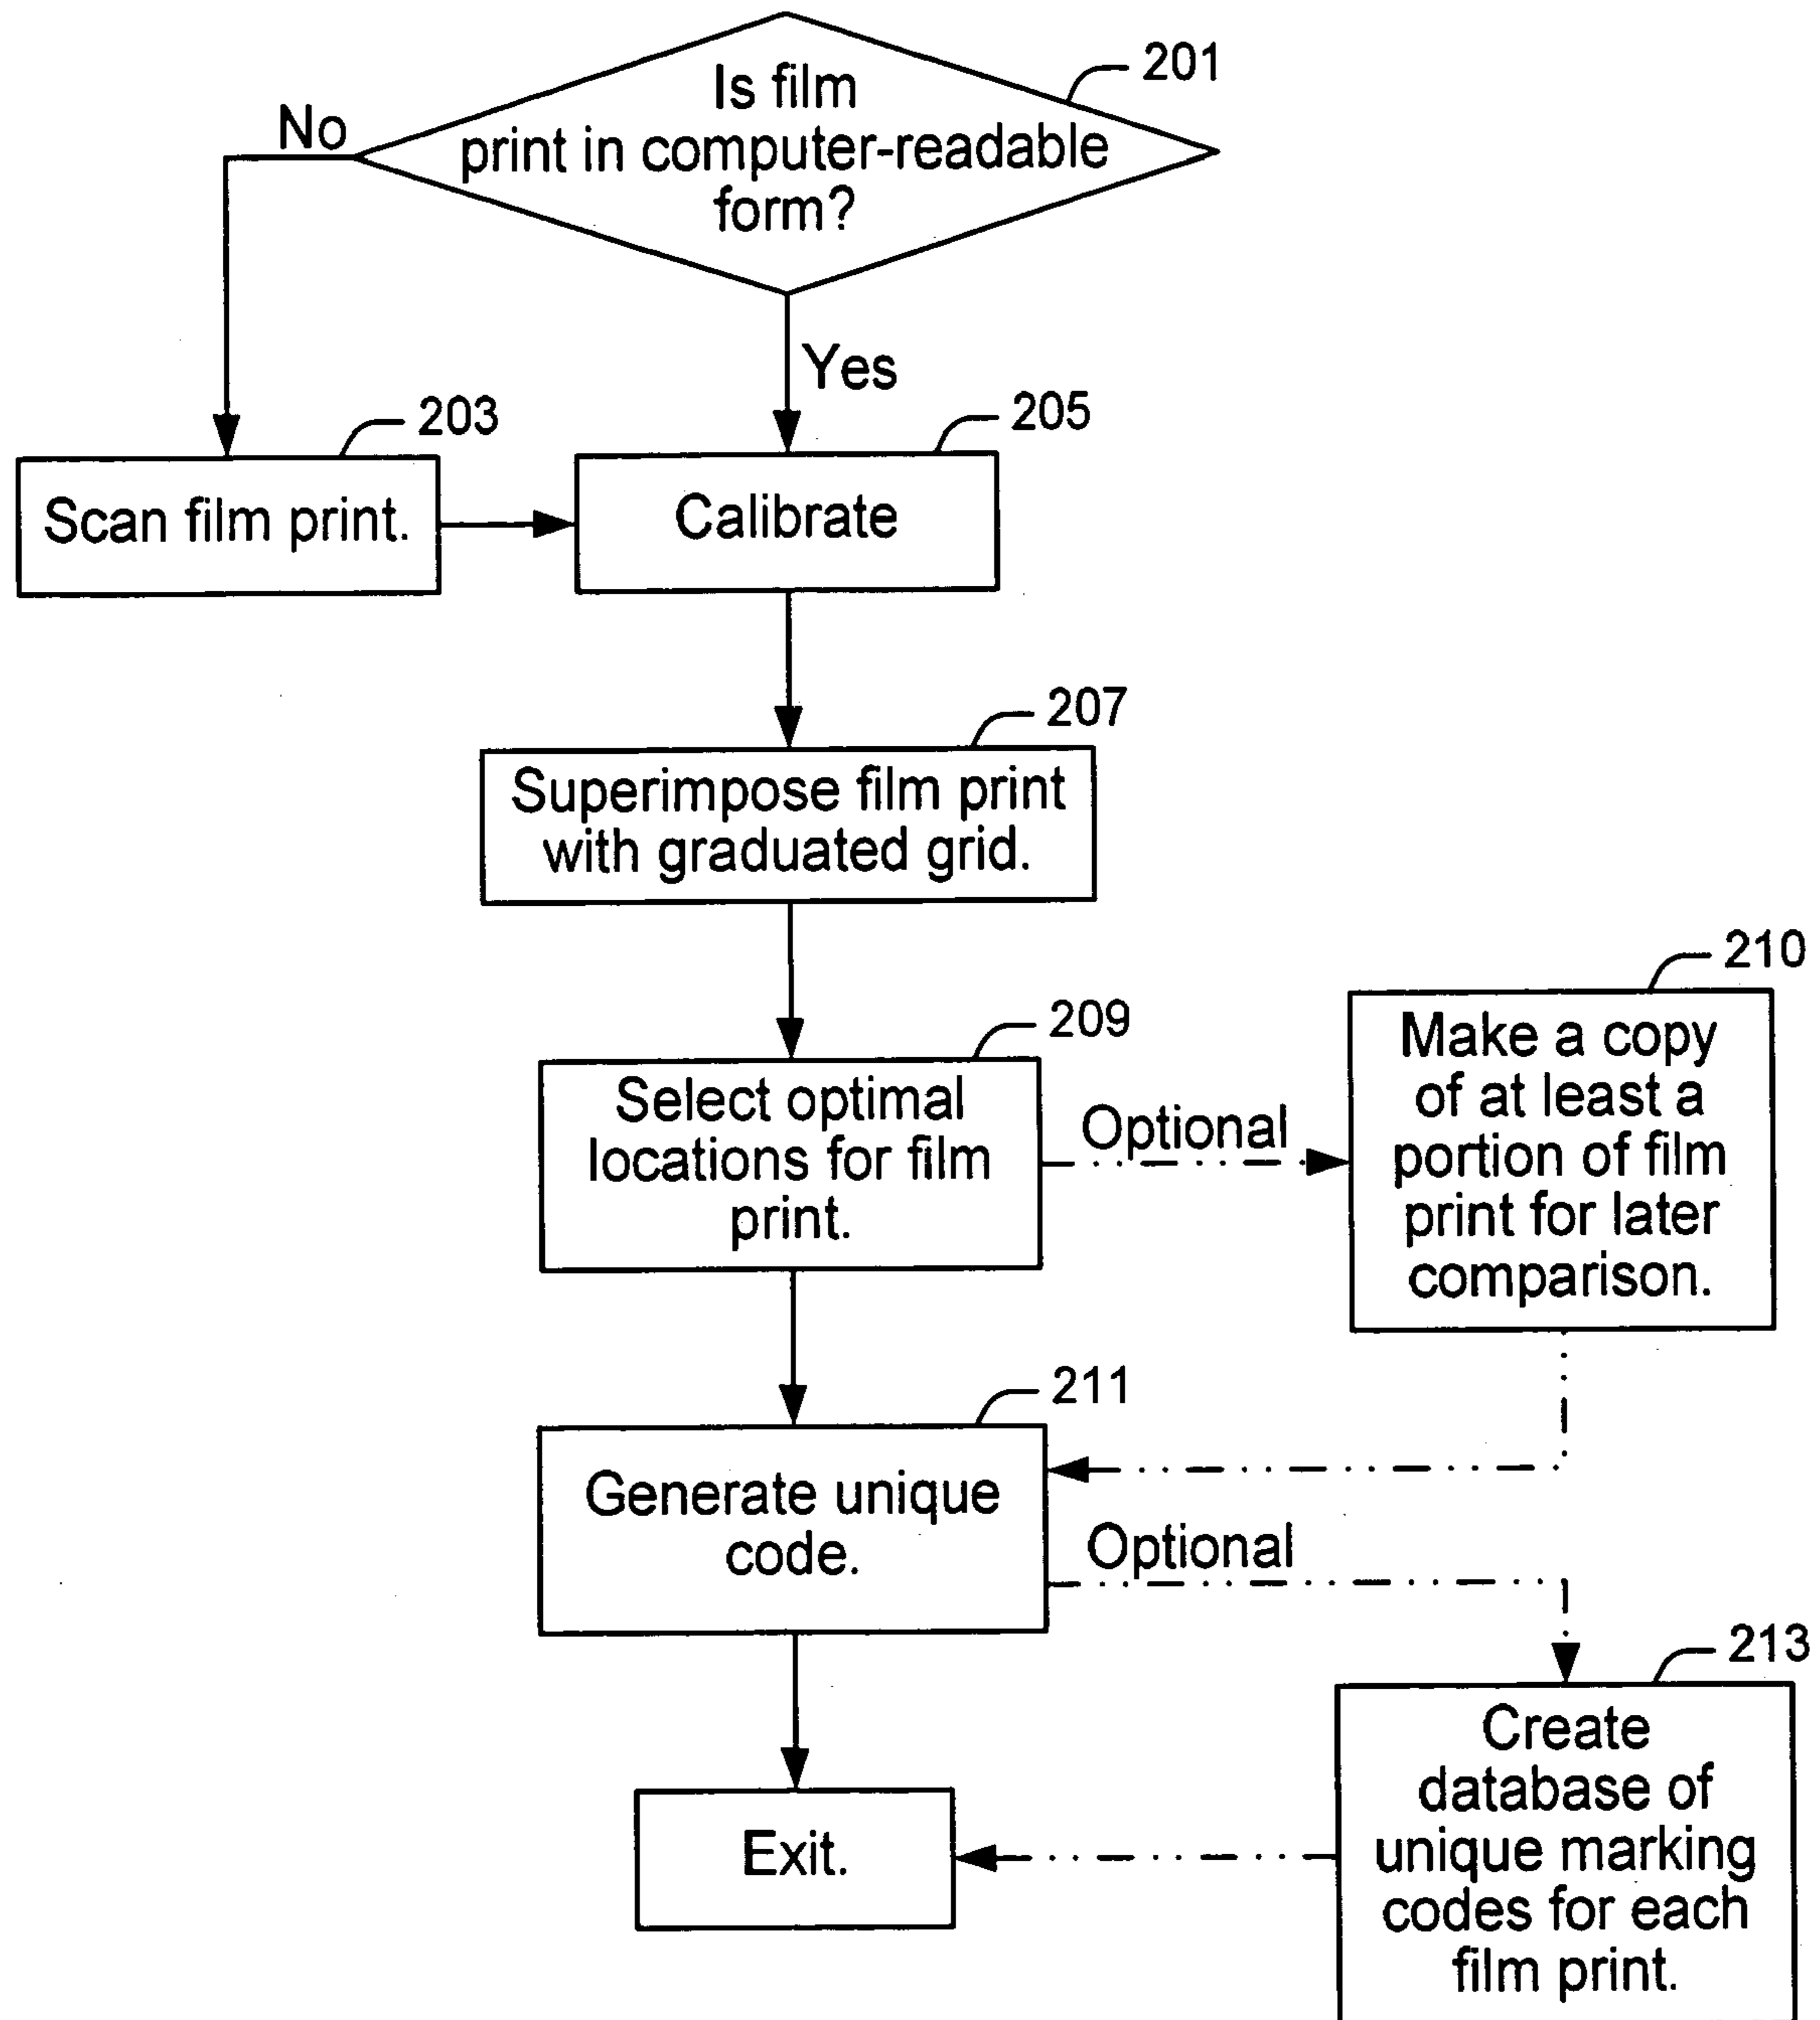 201
Is film
print in computer-readable
form?
No
Yes
203
Scan film print.
205
Calibrate
207
Superimpose film print
with graduated grid.
209
Select optimal
locations for film
print.
Optional
210
Make a copy
of at least a
portion of film
print for later
comparison.
211
Generate unique
code.
Optional
213
Create
database of
unique marking
codes for each
film print.
Exit.